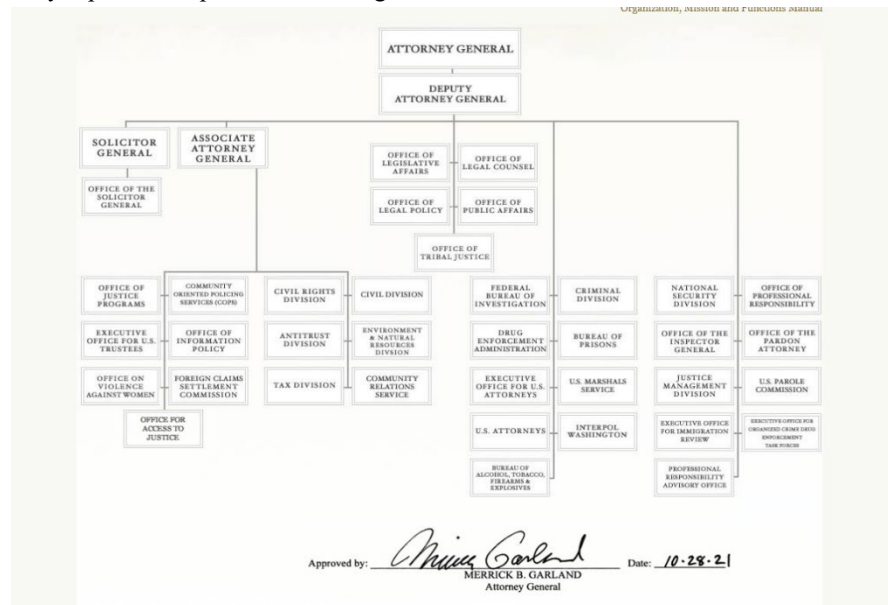 Organization, Mission and Functions Manual
ATTORNEY GENERAL
DEPUTY
ATTORNEY GENERAL
SOLICITOR
GENERAL
ASSOCIATE
ATTORNEY
GENERAL
OFFICE OF THE
SOLICITOR
GENERAL
OFFICE OF
LEGISLATIVE
AFFAIRS
OFFICE OF
LEGAL COUNSEL
OFFICE OF
LEGAL POLICY
OFFICE OF
PUBLIC AFFAIRS
OFFICE OF
TRIBAL JUSTICE
OFFICE OF
JUSTICE
PROGRAMS
COMMUNITY
ORIENTED POLICING
SERVICES (COPS)
CIVIL RIGHTS
DIVISION
CIVIL DIVISION
FEDERAL
BUREAU OF
INVESTIGATION
CRIMINAL
DIVISION
NATIONAL
SECURITY
DIVISION
OFFICE OF
PROFESSIONAL
RESPONSIBILITY
EXECUTIVE
OFFICE FOR U.S.
TRUSTEES
OFFICE OF
INFORMATION
POLICY
ANTITRUST
DIVISION
ENVIRONMENT
& NATURAL
RESOURCES
DIVSION
DRUG
ENFORCEMENT
ADMINISTRATION
BUREAU OF
PRISONS
OFFICE OF THE
INSPECTOR
GENERAL
OFFICE OF THE
PARDON
ATTORNEY
OFFICE ON
VIOLENCE
AGAINST WOMEN
FOREIGN CLAIMS
SETTLEMENT
COMMISSION
TAX DIVISION
COMMUNITY
RELATIONS
SERVICE
EXECUTIVE
OFFICE FOR U.S.
ATTORNEYS
U.S. MARSHALS
SERVICE
JUSTICE
MANAGEMENT
DIVISION
U.S. PAROLE
COMMISSION
OFFICE FOR
ACCESS TO
JUSTICE
U.S. ATTORNEYS
INTERPOL
WASHINGTON
EXECUTIVE OFFICE
FOR IMMIGRATION
REVIEW
EXECUTIVE OFFICE FOR
ORGANIZED CRIME DRUG
ENFORCEMENT
TASK FORCES
BUREAU OF
ALCOHOL, TOBACCO,
FIREARMS &
EXPLOSIVES
PROFESSIONAL
RESPONSIBILITY
ADVISORY OFFICE
Approved by: Merrick Garland Date: 10-28-21
MERRICK B. GARLAND
Attorney General